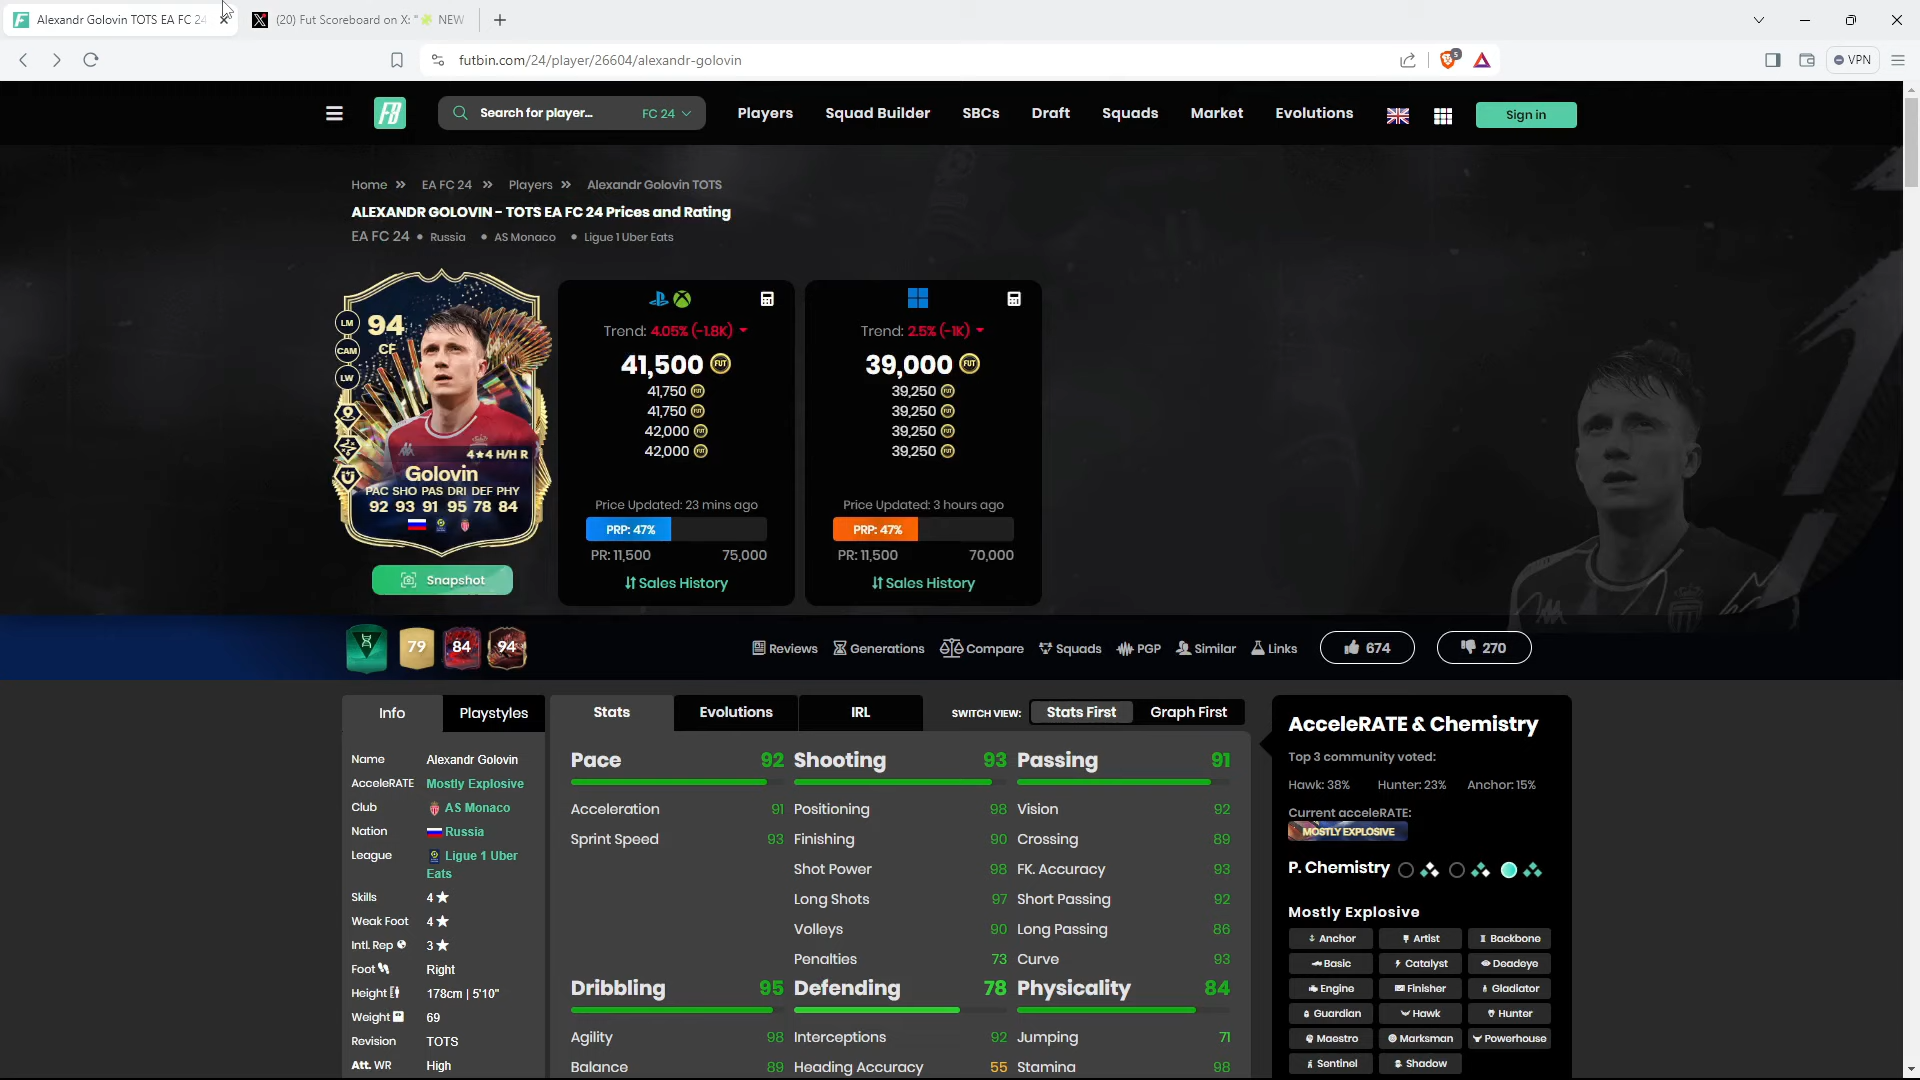 Alexandr Golovin TOTS EA FC 24
(20) Fut Scoreboard on X: " NEW
futbin.com/24/player/26604/alexandr-golovin
5
VPN
FB
Search for player...
FC 24
Players
Squad Builder
SBCs
Draft
Squads
Market
Evolutions
Sign in
Home » EA FC 24 » Players » Alexandr Golovin TOTS
ALEXANDR GOLOVIN - TOTS EA FC 24 Prices and Rating
EA FC 24 • Russia • AS Monaco • Ligue 1 Uber Eats
94
CF
LM
CAM
LW
4★4 H/H R
Golovin
PAC SHO PAS DRI DEF PHY
92 93 91 95 78 84
Snapshot
Trend: 4.05% (-1.8K)
41,500
41,750
41,750
42,000
42,000
Price Updated: 23 mins ago
PRP: 47%
PR: 11,500 75,000
Sales History
Trend: 2.5% (-1K)
39,000
39,250
39,250
39,250
39,250
Price Updated: 3 hours ago
PRP: 47%
PR: 11,500 70,000
Sales History
79
84
94
Reviews
Generations
Compare
Squads
PGP
Similar
Links
674
270
Info
Playstyles
Name Alexandr Golovin
AcceleRATE Mostly Explosive
Club AS Monaco
Nation Russia
League Ligue 1 Uber
Eats
Skills 4★
Weak Foot 4★
Intl. Rep 3★
Foot Right
Height 178cm | 5'10"
Weight 69
Revision TOTS
Att. WR High
Stats
Evolutions
IRL
SWITCH VIEW:
Stats First
Graph First
Pace 92
Acceleration 91
Sprint Speed 93
Shooting 93
Positioning 98
Finishing 90
Shot Power 98
Long Shots 97
Volleys 90
Penalties 73
Passing 91
Vision 92
Crossing 89
FK. Accuracy 93
Short Passing 92
Long Passing 86
Curve 93
Dribbling 95
Agility 98
Balance 89
Defending 78
Interceptions 92
Heading Accuracy 55
Physicality 84
Jumping 71
Stamina 98
AcceleRATE & Chemistry
Top 3 community voted:
Hawk: 38% Hunter: 23% Anchor: 15%
Current acceleRATE:
MOSTLY EXPLOSIVE
P. Chemistry
Mostly Explosive
Anchor
Artist
Backbone
Basic
Catalyst
Deadeye
Engine
Finisher
Gladiator
Guardian
Hawk
Hunter
Maestro
Marksman
Powerhouse
Sentinel
Shadow